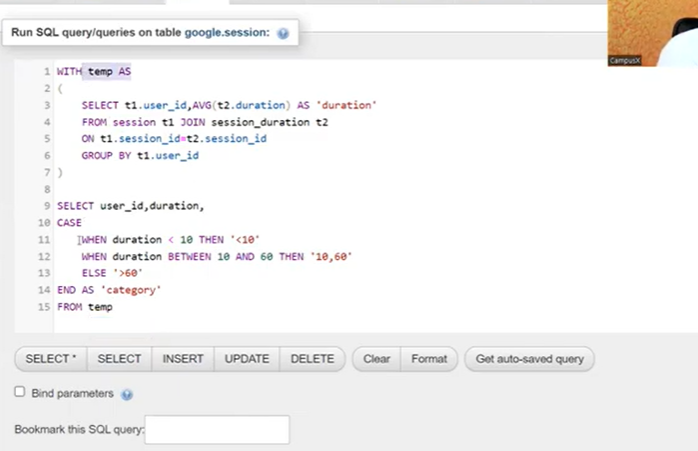 Run SQL query/queries on table google.session:
CampusX
1 WITH temp AS
2 (
3 SELECT t1.user_id,AVG(t2.duration) AS 'duration'
4 FROM session t1 JOIN session_duration t2
5 ON t1.session_id=t2.session_id
6 GROUP BY t1.user_id
7 )
8
9 SELECT user_id,duration,
10 CASE
11 WHEN duration < 10 THEN '<10'
12 WHEN duration BETWEEN 10 AND 60 THEN '10,60'
13 ELSE '>60'
14 END AS 'category'
15 FROM temp
SELECT * SELECT INSERT UPDATE DELETE Clear Format Get auto-saved query
Bind parameters
Bookmark this SQL query: